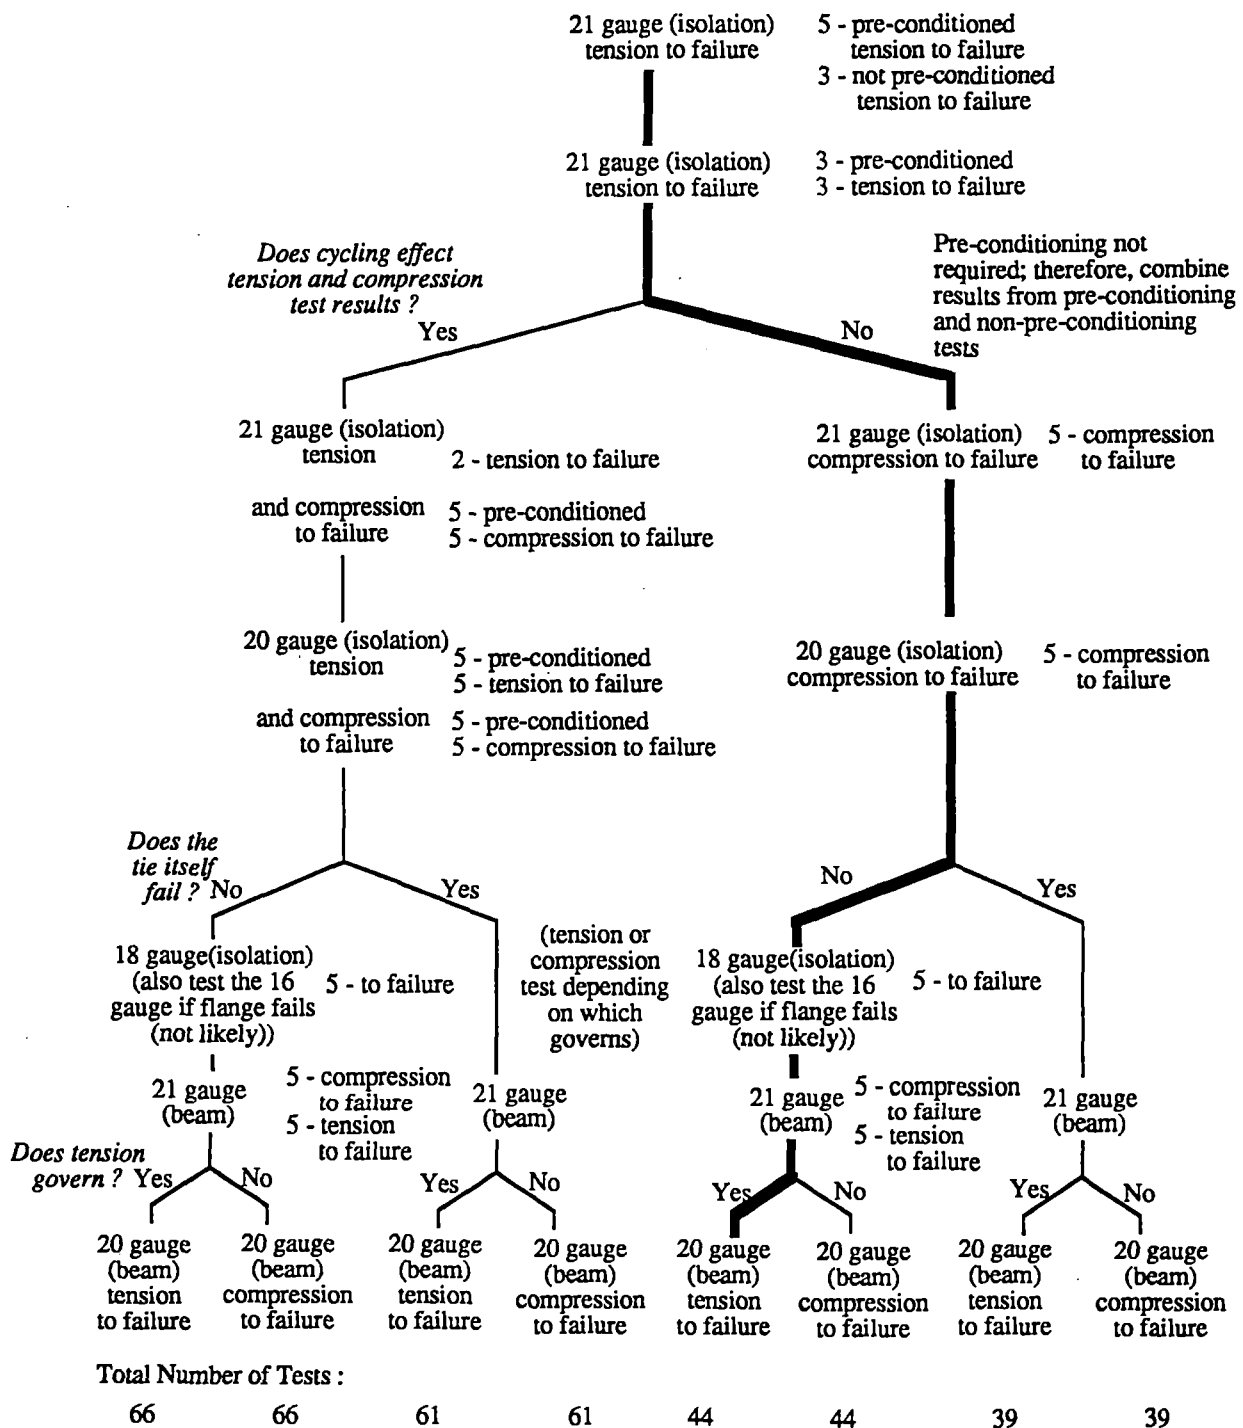 21 gauge (isolation)
tension to failure
5 - pre-conditioned
tension to failure
3 - not pre-conditioned
tension to failure
21 gauge (isolation)
tension to failure
3 - pre-conditioned
3 - tension to failure
Does cycling effect
tension and compression
test results ?
Yes
No
Pre-conditioning not
required; therefore, combine
results from pre-conditioning
and non-pre-conditioning
tests
21 gauge (isolation)
tension
2 - tension to failure
and compression
to failure
5 - pre-conditioned
5 - compression to failure
21 gauge (isolation)
compression to failure
5 - compression
to failure
20 gauge (isolation)
tension
5 - pre-conditioned
5 - tension to failure
and compression
to failure
5 - pre-conditioned
5 - compression to failure
20 gauge (isolation)
compression to failure
5 - compression
to failure
Does the
tie itself
fail ?
No
Yes
No
Yes
18 gauge(isolation)
(also test the 16
gauge if flange fails
(not likely))
5 - to failure
(tension or
compression
test depending
on which
governs)
18 gauge(isolation)
(also test the 16
gauge if flange fails
(not likely))
5 - to failure
21 gauge
(beam)
5 - compression
to failure
5 - tension
to failure
21 gauge
(beam)
21 gauge
(beam)
5 - compression
to failure
5 - tension
to failure
21 gauge
(beam)
Does tension
govern ?
Yes
No
Yes
No
Yes
No
Yes
No
20 gauge
(beam)
tension
to failure
20 gauge
(beam)
compression
to failure
20 gauge
(beam)
tension
to failure
20 gauge
(beam)
compression
to failure
20 gauge
(beam)
tension
to failure
20 gauge
(beam)
compression
to failure
20 gauge
(beam)
tension
to failure
20 gauge
(beam)
compression
to failure
Total Number of Tests :
66 66 61 61 44 44 39 39